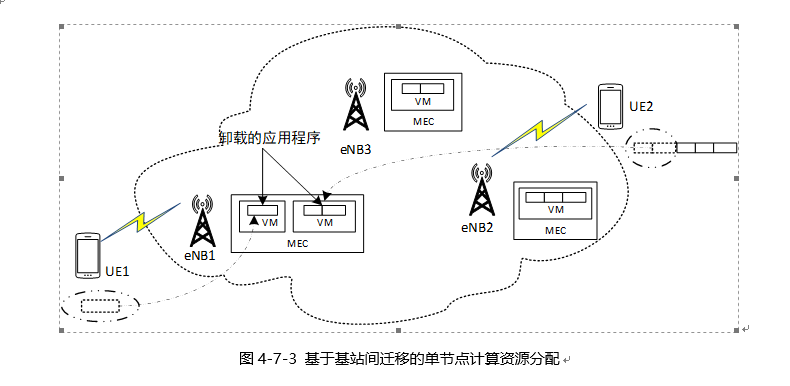 VM
MEC
UE2
卸载的应用程序
eNB3
VM
VM
MEC
eNB1
eNB2
VM
MEC
UE1
图 4-7-3 基于基站间迁移的单节点计算资源分配